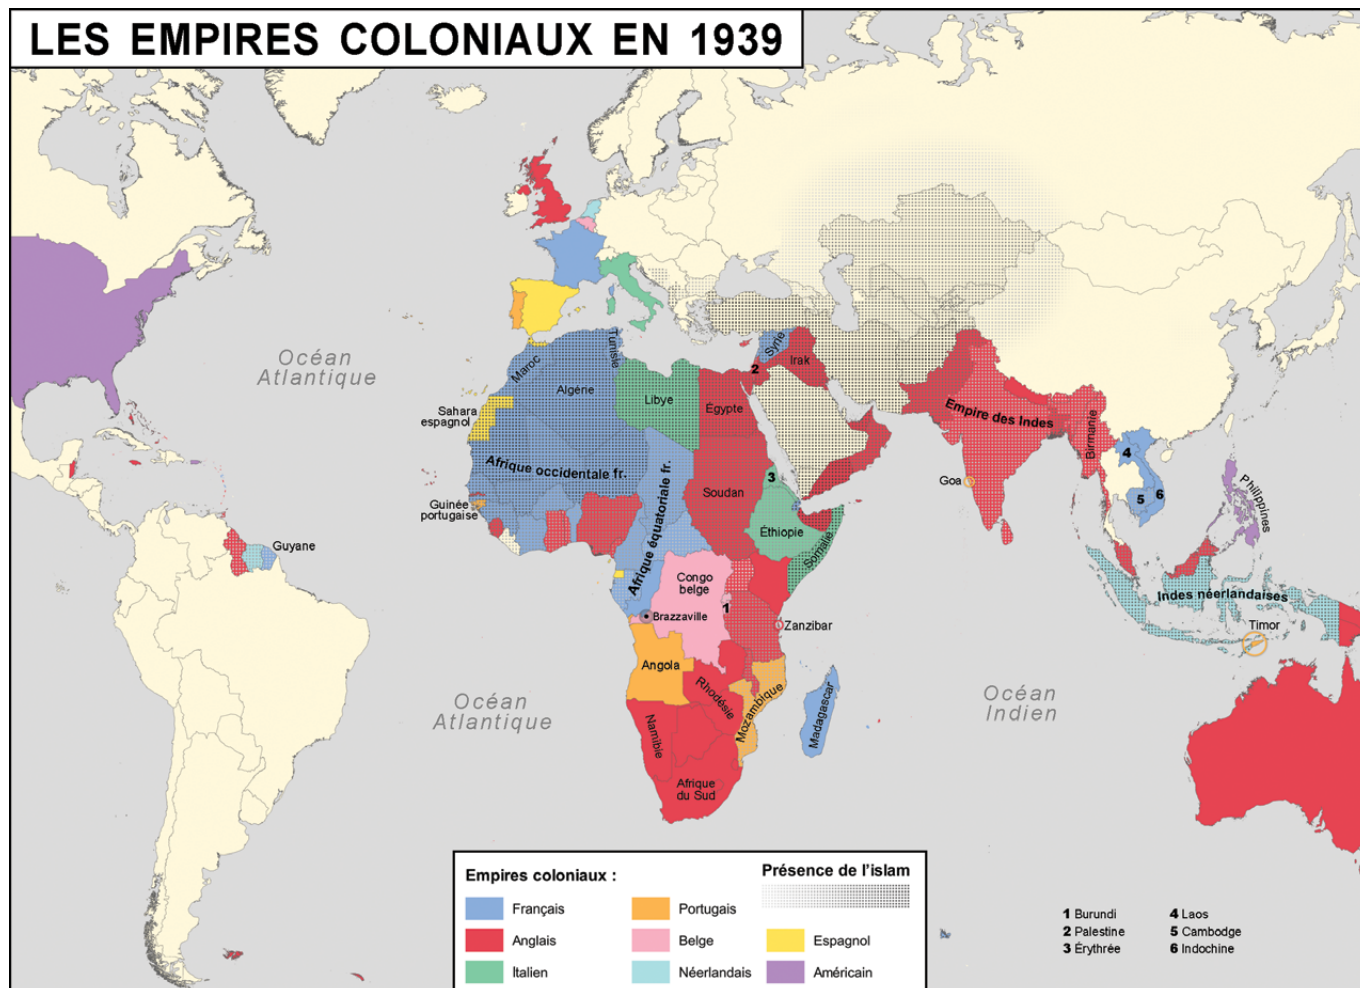 LES EMPIRES COLONIAUX EN 1939
Océan
Atlantique
Maroc
Tunisie
Algérie
Libye
Égypte
Syrie
Irak
2
Sahara
espagnol
Afrique occidentale fr.
Afrique équatoriale fr.
Soudan
3
Éthiopie
Somalie
Guinée
portugaise
Guyane
Empire des Indes
Birmanie
Goa
4
5
6
Philippines
Indes néerlandaises
Timor
Congo
belge
1
Brazzaville
Zanzibar
Angola
Rhodésie
Mozambique
Madagascar
Namibie
Afrique
du Sud
Océan
Atlantique
Océan
Indien
Empires coloniaux :
Français
Anglais
Italien
Portugais
Belge
Néerlandais
Présence de l'islam
Espagnol
Américain
1 Burundi
2 Palestine
3 Érythrée
4 Laos
5 Cambodge
6 Indochine